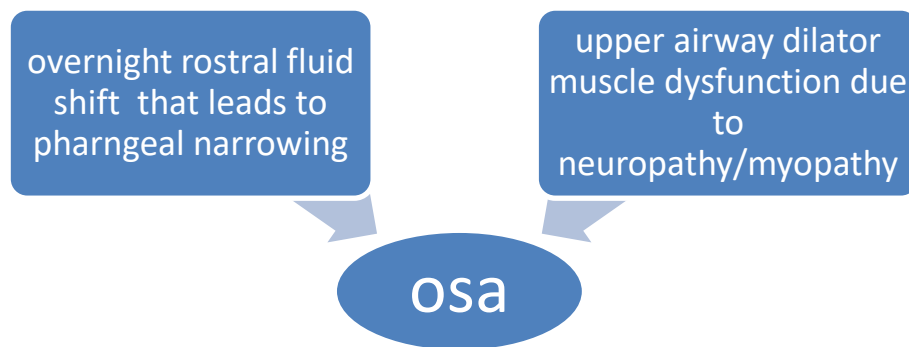 overnight rostral fluid
shift that leads to
pharngeal narrowing
upper airway dilator
muscle dysfunction due
to
neuropathy/myopathy
osa